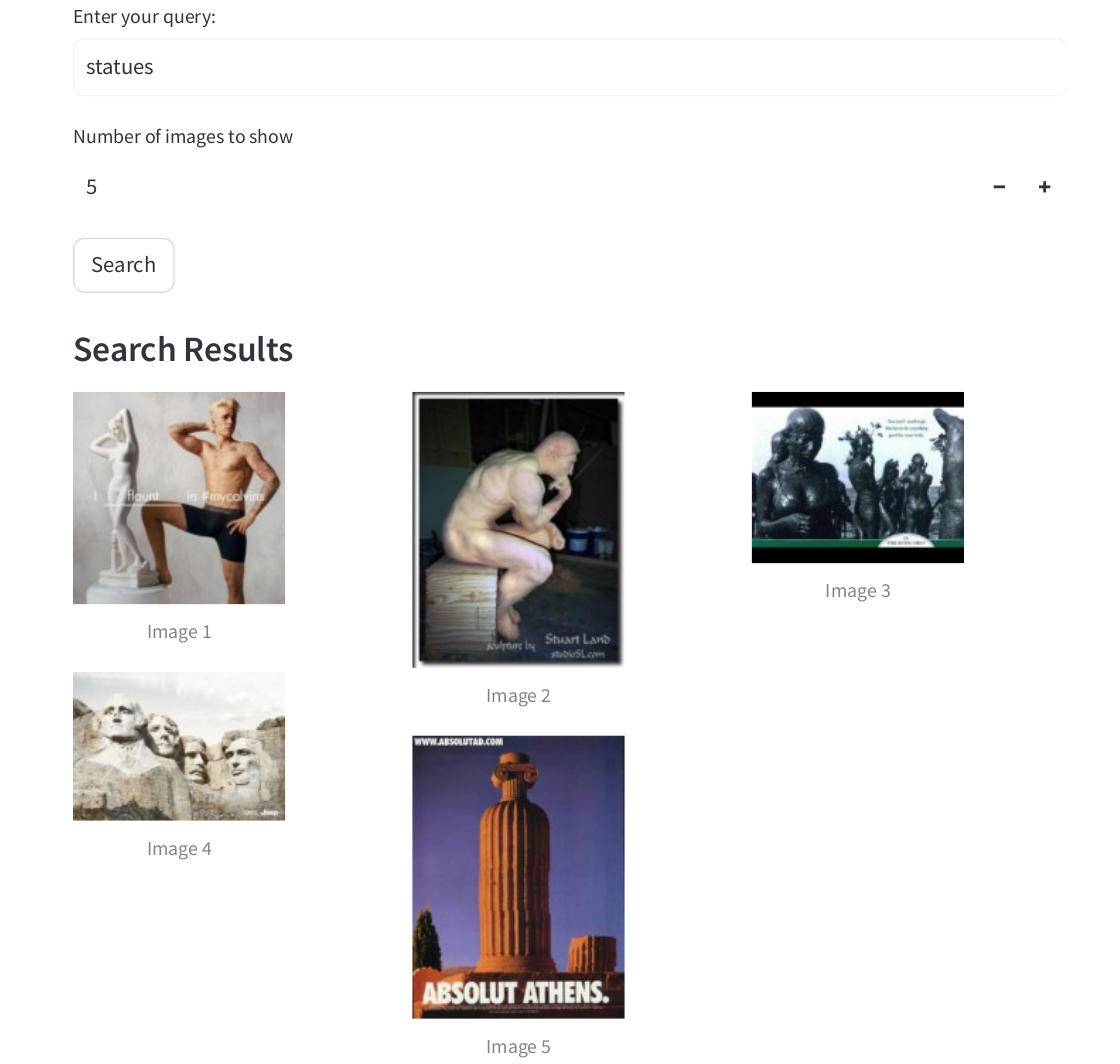 Enter your query:
statues
Number of images to show
5
Search
Search Results
I flaunt in #mycalvins
Image 1
sculpture by Stuart Land
studioSL.com
Image 2
Image 3
Jeep
Image 4
WWW.ABSOLUTAD.COM
ABSOLUT ATHENS.
Image 5